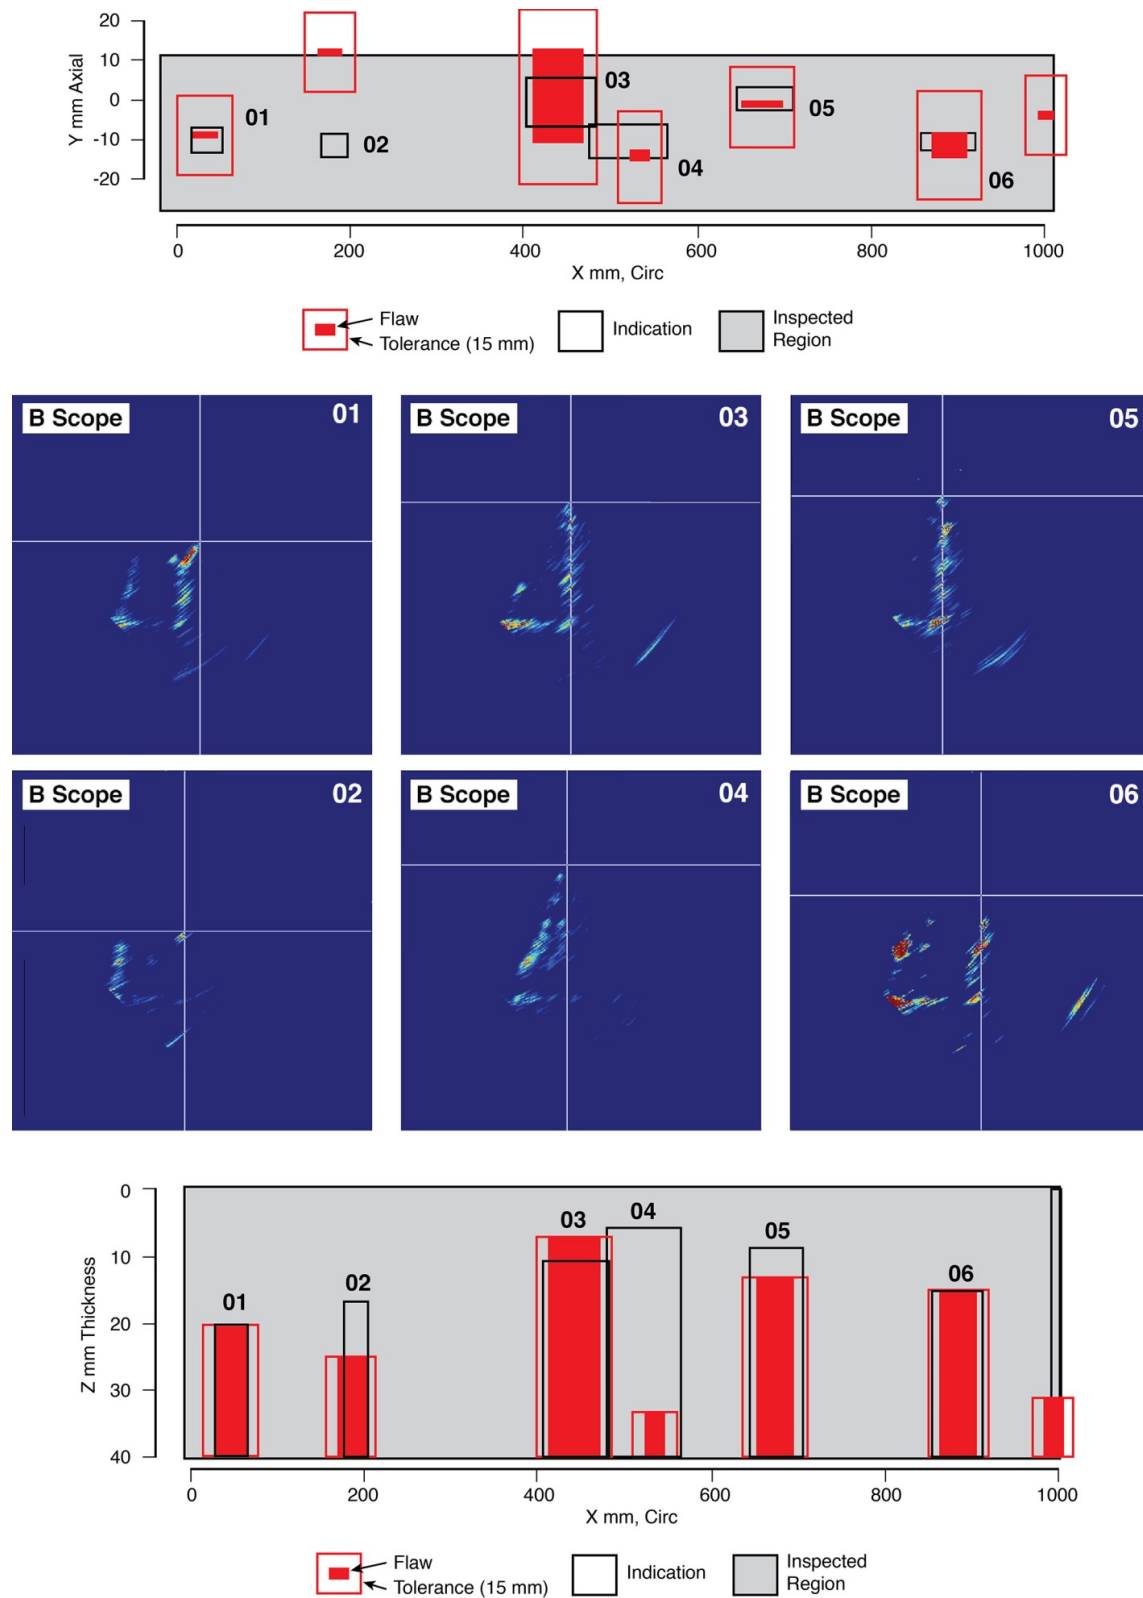 20
10
0
-10
-20
Y mm Axial
01
02
03
04
05
06
0 200 400 600 800 1000
X mm, Circ
Flaw
Tolerance (15 mm)
Indication
Inspected
Region
B Scope 01
B Scope 03
B Scope 05
B Scope 02
B Scope 04
B Scope 06
0
10
20
30
40
Z mm Thickness
01
02
03
04
05
06
0 200 400 600 800 1000
X mm, Circ
Flaw
Tolerance (15 mm)
Indication
Inspected
Region